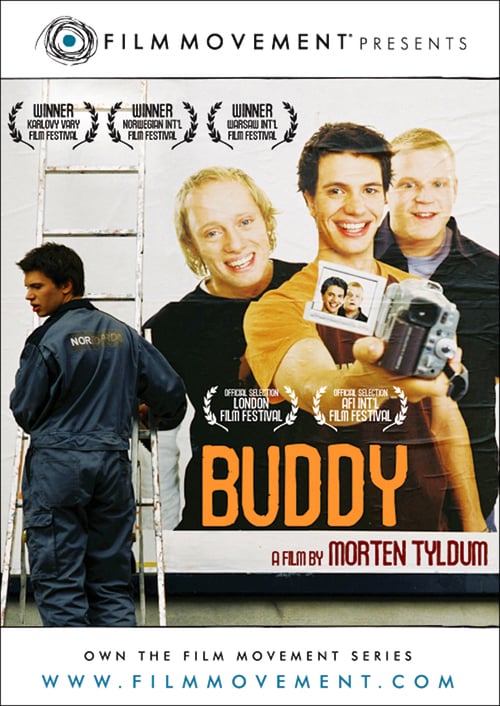 FILM MOVEMENT® PRESENTS
WINNER
KARLOVY VARY
FILM FESTIVAL
WINNER
NORWEGIAN INT'L
FILM FESTIVAL
WINNER
WARSAW INT'L
FILM FESTIVAL
OFFICIAL SELECTION
LONDON
FILM FESTIVAL
OFFICIAL SELECTION
AFI INT'L
FILM FESTIVAL
BUDDY
A FILM BY MORTEN TYLDUM
OWN THE FILM MOVEMENT SERIES
WWW.FILMMOVEMENT.COM